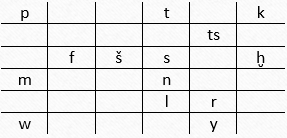 p t k
ts
f š s ḫ
m n
l r
w y